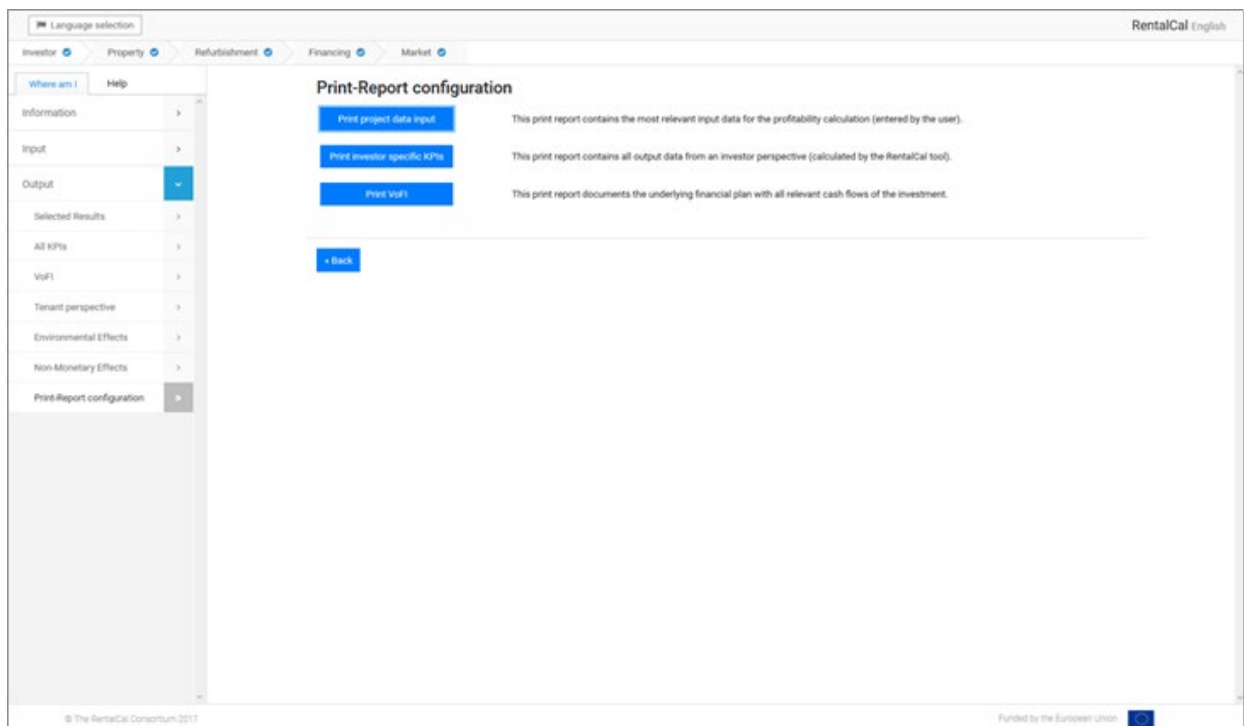 Language selection
RentalCal English
Investor
Property
Refurbishment
Financing
Market
Where am I
Help
Information
Input
Output
Selected Results
All KPIs
VoFI
Tenant perspective
Environmental Effects
Non-Monetary Effects
Print-Report configuration
Print-Report configuration
Print project data input
This print report contains the most relevant input data for the profitability calculation (entered by the user).
Print investor specific KPIs
This print report contains all output data from an investor perspective (calculated by the RentalCal tool).
Print VoFI
This print report documents the underlying financial plan with all relevant cash flows of the investment.
« Back
© The RentalCal Consortium 2017
Funded by the European Union